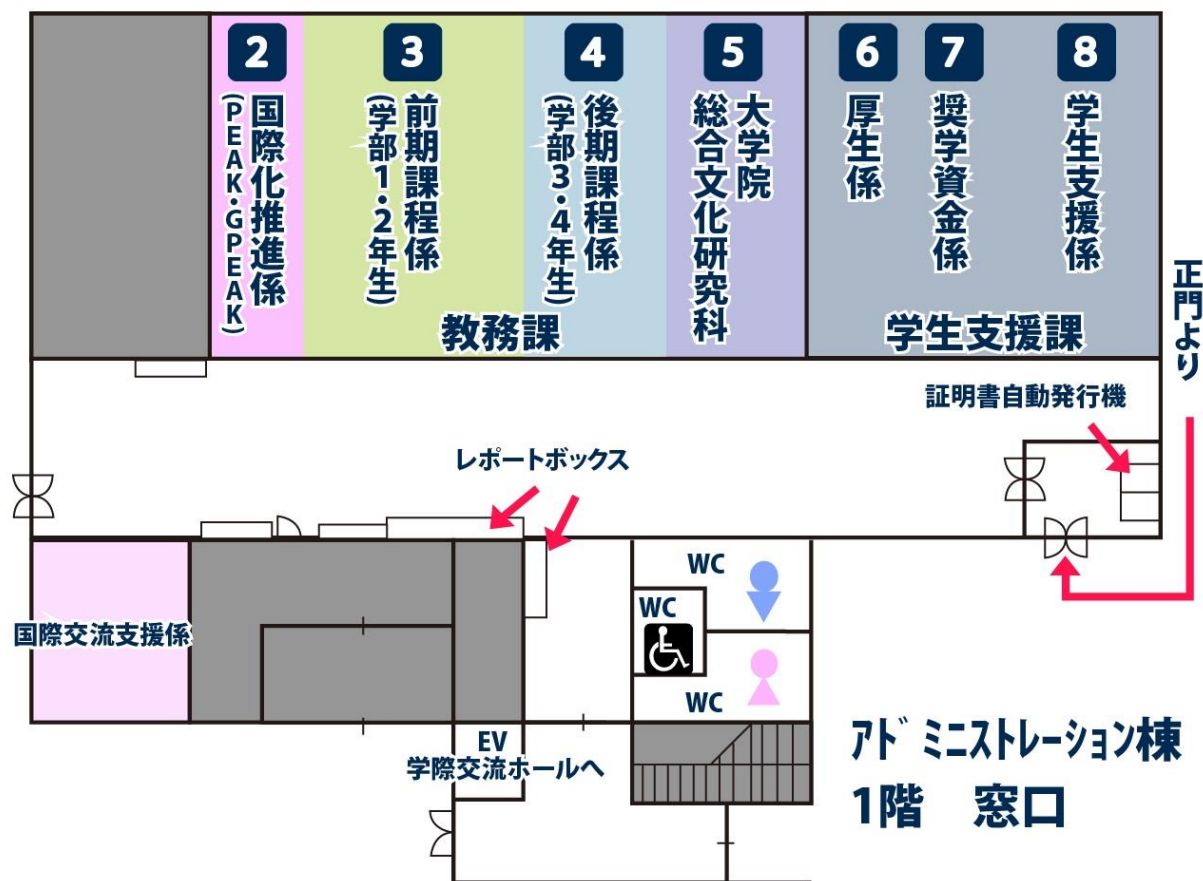 2
国際化推進係
(PEAK・GPEAK)
3
前期課程係
(学部1・2年生)
4
後期課程係
(学部3・4年生)
5
大学院
総合文化研究科
6
厚生係
7
奨学資金係
8
学生支援係
教務課
学生支援課
正門より
証明書自動発行機
レポートボックス
WC
WC
WC
国際交流支援係
EV
学際交流ホールへ
アドミニストレーション棟
1階 窓口